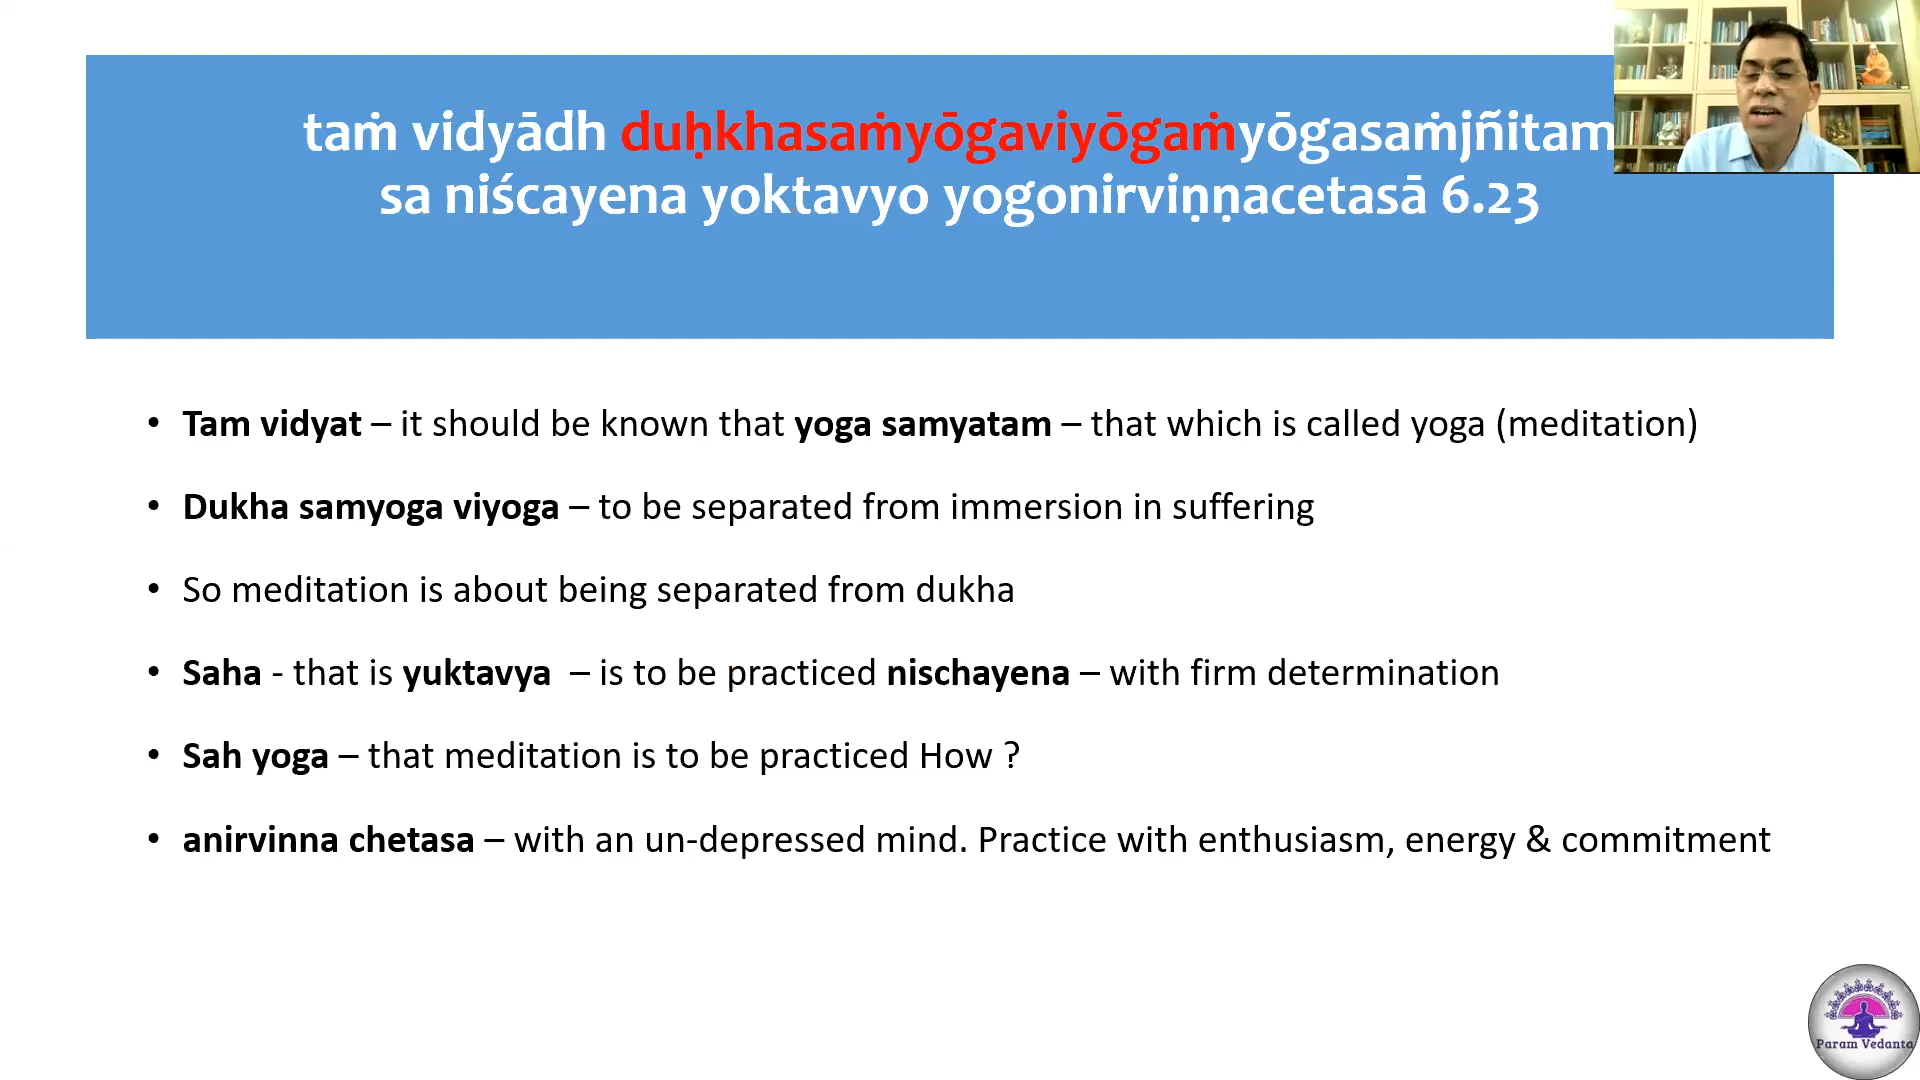 taṁ vidyādh duḥkhasaṁyōgaviyōgaṁyōgasaṁjñitam
sa niścayena yoktavyo yogonirviṇṇacetasā 6.23
• Tam vidyat – it should be known that yoga samyatam – that which is called yoga (meditation)
• Dukha samyoga viyoga – to be separated from immersion in suffering
• So meditation is about being separated from dukha
• Saha - that is yuktavya – is to be practiced nischayena – with firm determination
• Sah yoga – that meditation is to be practiced How ?
• anirvinna chetasa – with an un-depressed mind. Practice with enthusiasm, energy & commitment
Param Vedanta